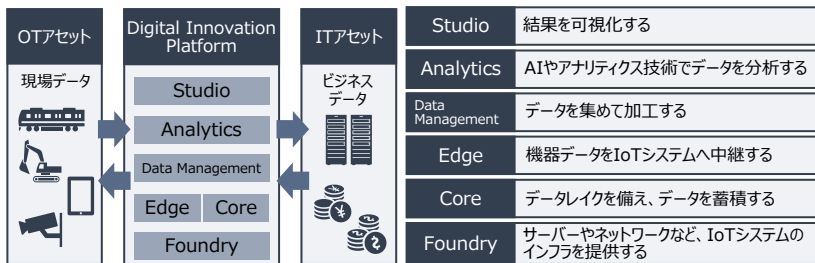 OTアセット
現場データ
Digital Innovation
Platform
Studio
Analytics
Data Management
Edge
Core
Foundry
ITアセット
ビジネス
データ
¥
$
Studio
結果を可視化する
Analytics
AIやアナリティクス技術でデータを分析する
Data
Management
データを集めて加工する
Edge
機器データをIoTシステムへ中継する
Core
データレイクを備え、データを蓄積する
Foundry
サーバーやネットワークなど、IoTシステムの
インフラを提供する